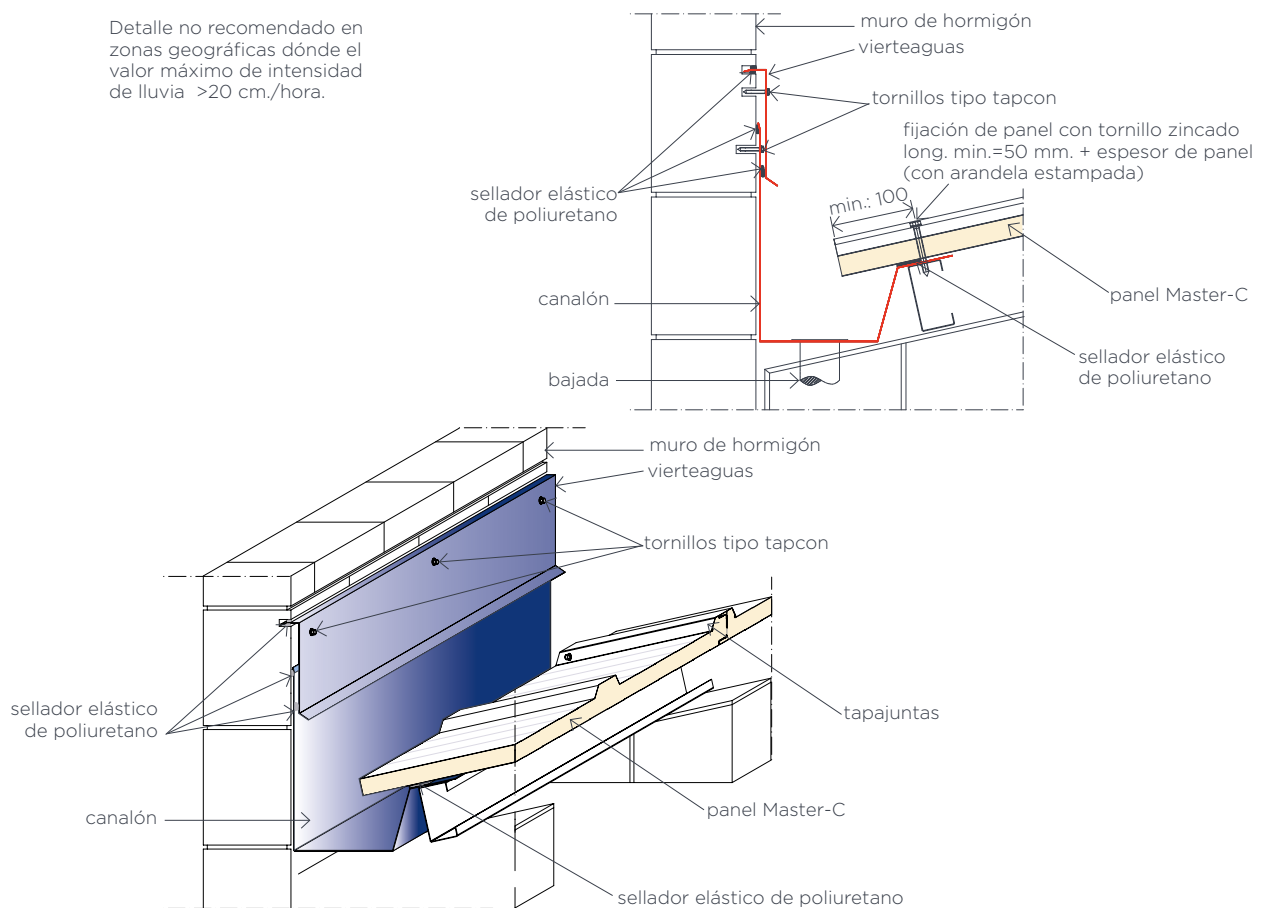 Detalle no recomendado en
zonas geográficas dónde el
valor máximo de intensidad
de lluvia >20 cm./hora.
muro de hormigón
vierteaguas
tornillos tipo tapcon
fijación de panel con tornillo zincado
long. min.=50 mm. + espesor de panel
(con arandela estampada)
min.: 100
sellador elástico
de poliuretano
canalón
panel Master-C
sellador elástico
de poliuretano
bajada
muro de hormigón
vierteaguas
tornillos tipo tapcon
sellador elástico
de poliuretano
tapajuntas
canalón
panel Master-C
sellador elástico de poliuretano